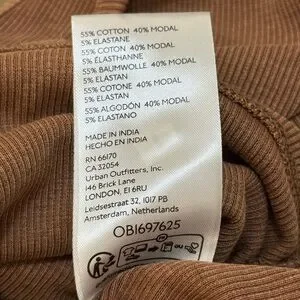 55% COTTON 40% MODAL
5% ELASTANE
55% COTON 40% MODAL
5% ÉLASTHANNE
55% BAUMWOLLE 40% MODAL
5% ELASTAN
55% COTONE 40% MODAL
5% ELASTAN
55% ALGODÓN 40% MODAL
5% ELASTANO
MADE IN INDIA
HECHO EN INDIA
RN 66170
CA 32054
Urban Outfitters, Inc.
146 Brick Lane
LONDON, E1 6RU
Leidsestraat 32, 1017 PB
Amsterdam, Netherlands
OB1697625
OU